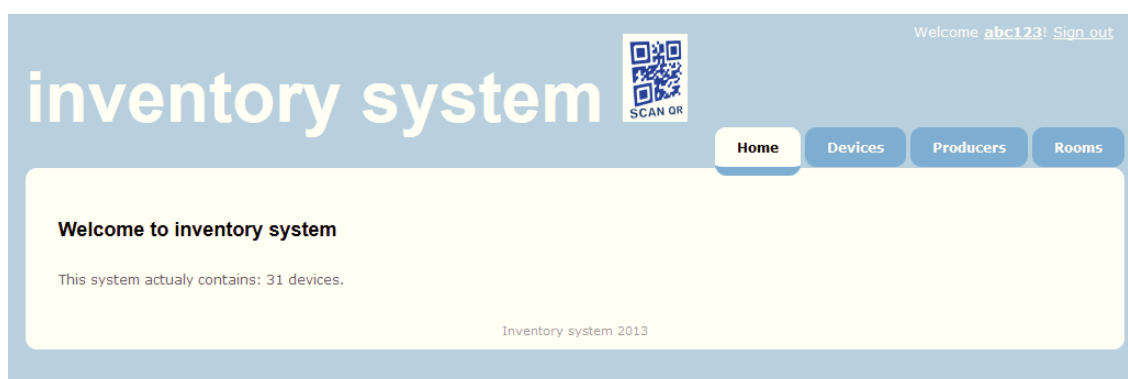 Welcome abc123! Sign out
inventory system
SCAN QR
Home Devices Producers Rooms
Welcome to inventory system
This system actualy contains: 31 devices.
Inventory system 2013